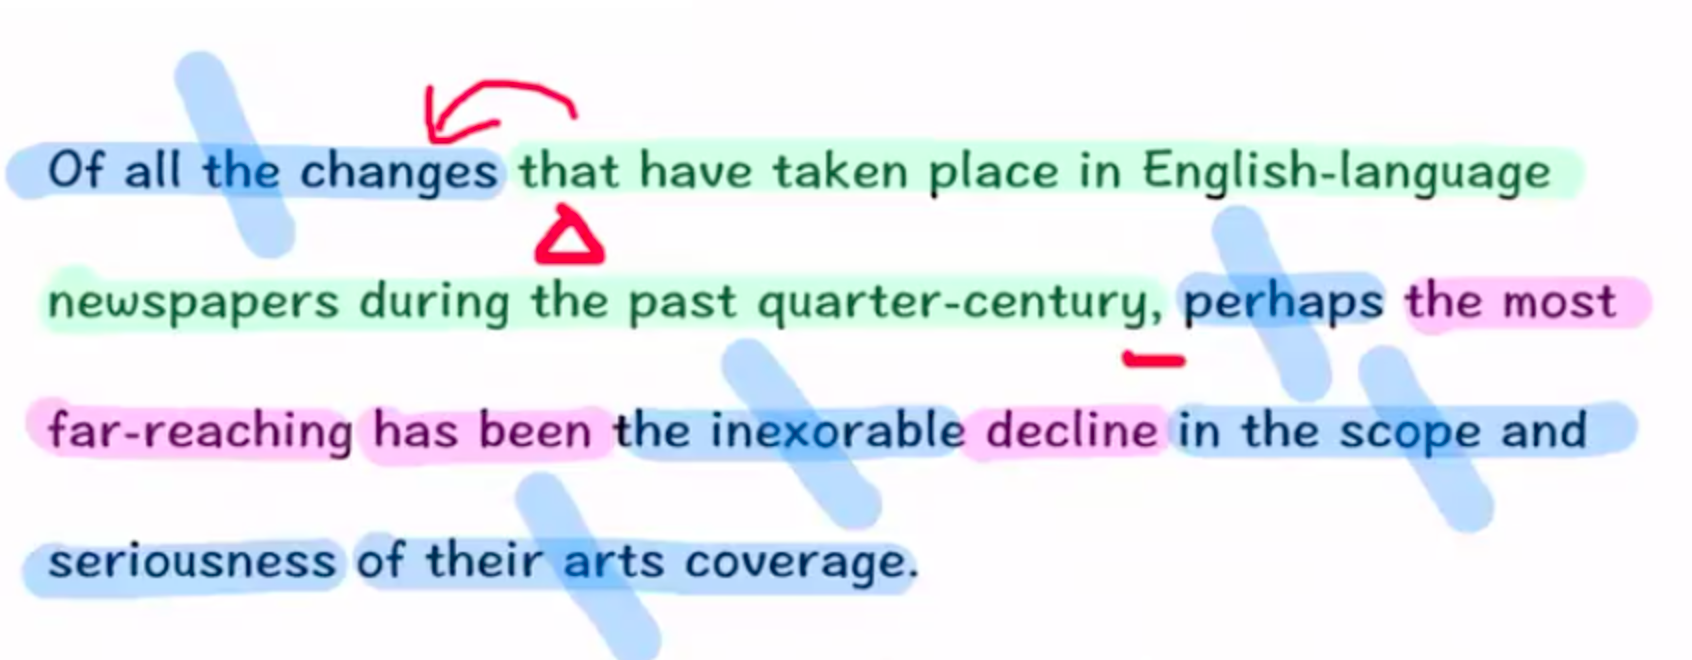 Of all the changes that have taken place in English-language
newspapers during the past quarter-century, perhaps the most
far-reaching has been the inexorable decline in the scope and
seriousness of their arts coverage.